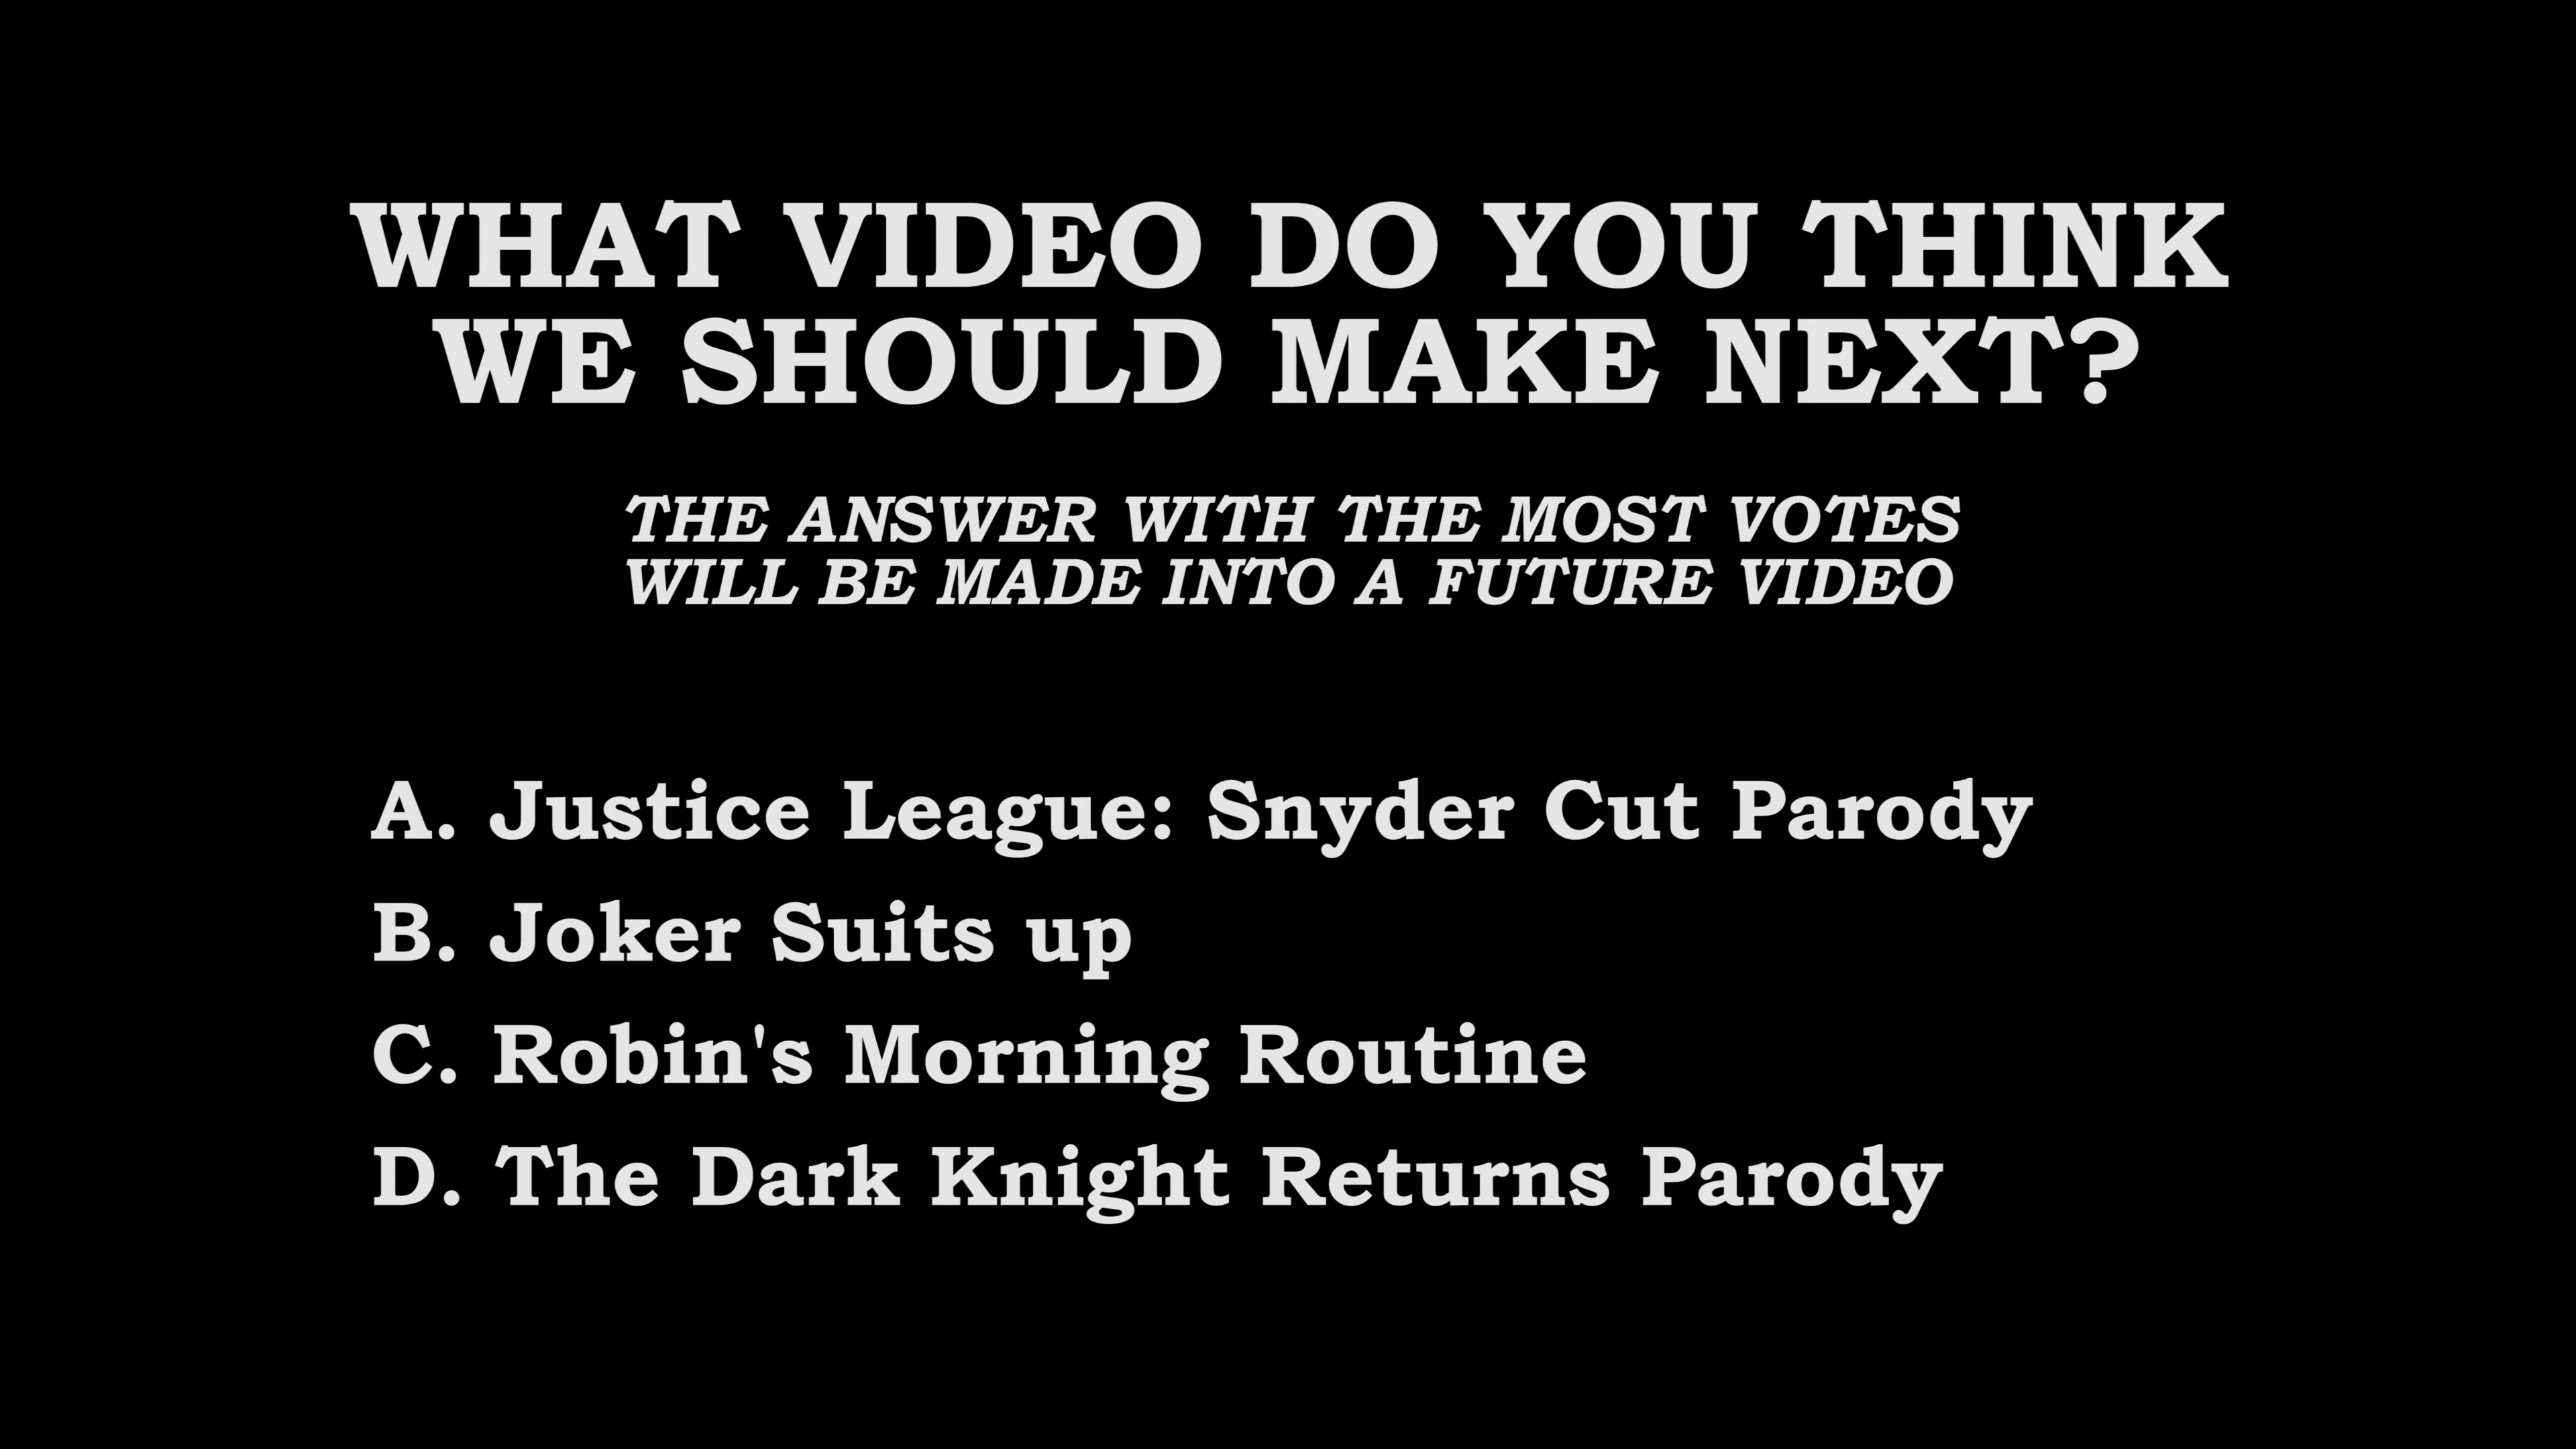 WHAT VIDEO DO YOU THINK
WE SHOULD MAKE NEXT?
THE ANSWER WITH THE MOST VOTES
WILL BE MADE INTO A FUTURE VIDEO
A. Justice League: Snyder Cut Parody
B. Joker Suits up
C. Robin's Morning Routine
D. The Dark Knight Returns Parody